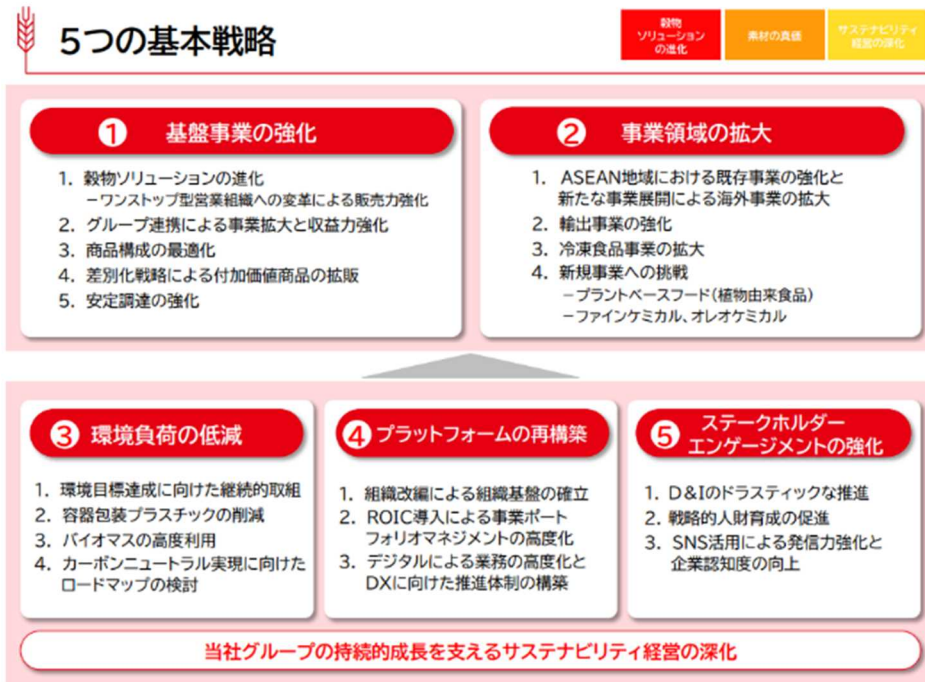 5つの基本戦略
穀物
ソリューション
の進化
素材の真価
サステナビリティ
経営の深化
1 基盤事業の強化
1. 穀物ソリューションの進化
－ワンストップ型営業組織への変革による販売力強化
2. グループ連携による事業拡大と収益力強化
3. 商品構成の最適化
4. 差別化戦略による付加価値商品の拡販
5. 安定調達の強化
2 事業領域の拡大
1. ASEAN地域における既存事業の強化と
新たな事業展開による海外事業の拡大
2. 輸出事業の強化
3. 冷凍食品事業の拡大
4. 新規事業への挑戦
－プラントベースフード(植物由来食品)
－ファインケミカル、オレオケミカル
3 環境負荷の低減
1. 環境目標達成に向けた継続的取組
2. 容器包装プラスチックの削減
3. バイオマスの高度利用
4. カーボンニュートラル実現に向けた
ロードマップの検討
4 プラットフォームの再構築
1. 組織改編による組織基盤の確立
2. ROIC導入による事業ポート
フォリオマネジメントの高度化
3. デジタルによる業務の高度化と
DXに向けた推進体制の構築
5 ステークホルダー
エンゲージメントの強化
1. D&Iのドラスティックな推進
2. 戦略的人財育成の促進
3. SNS活用による発信力強化と
企業認知度の向上
当社グループの持続的成長を支えるサステナビリティ経営の深化